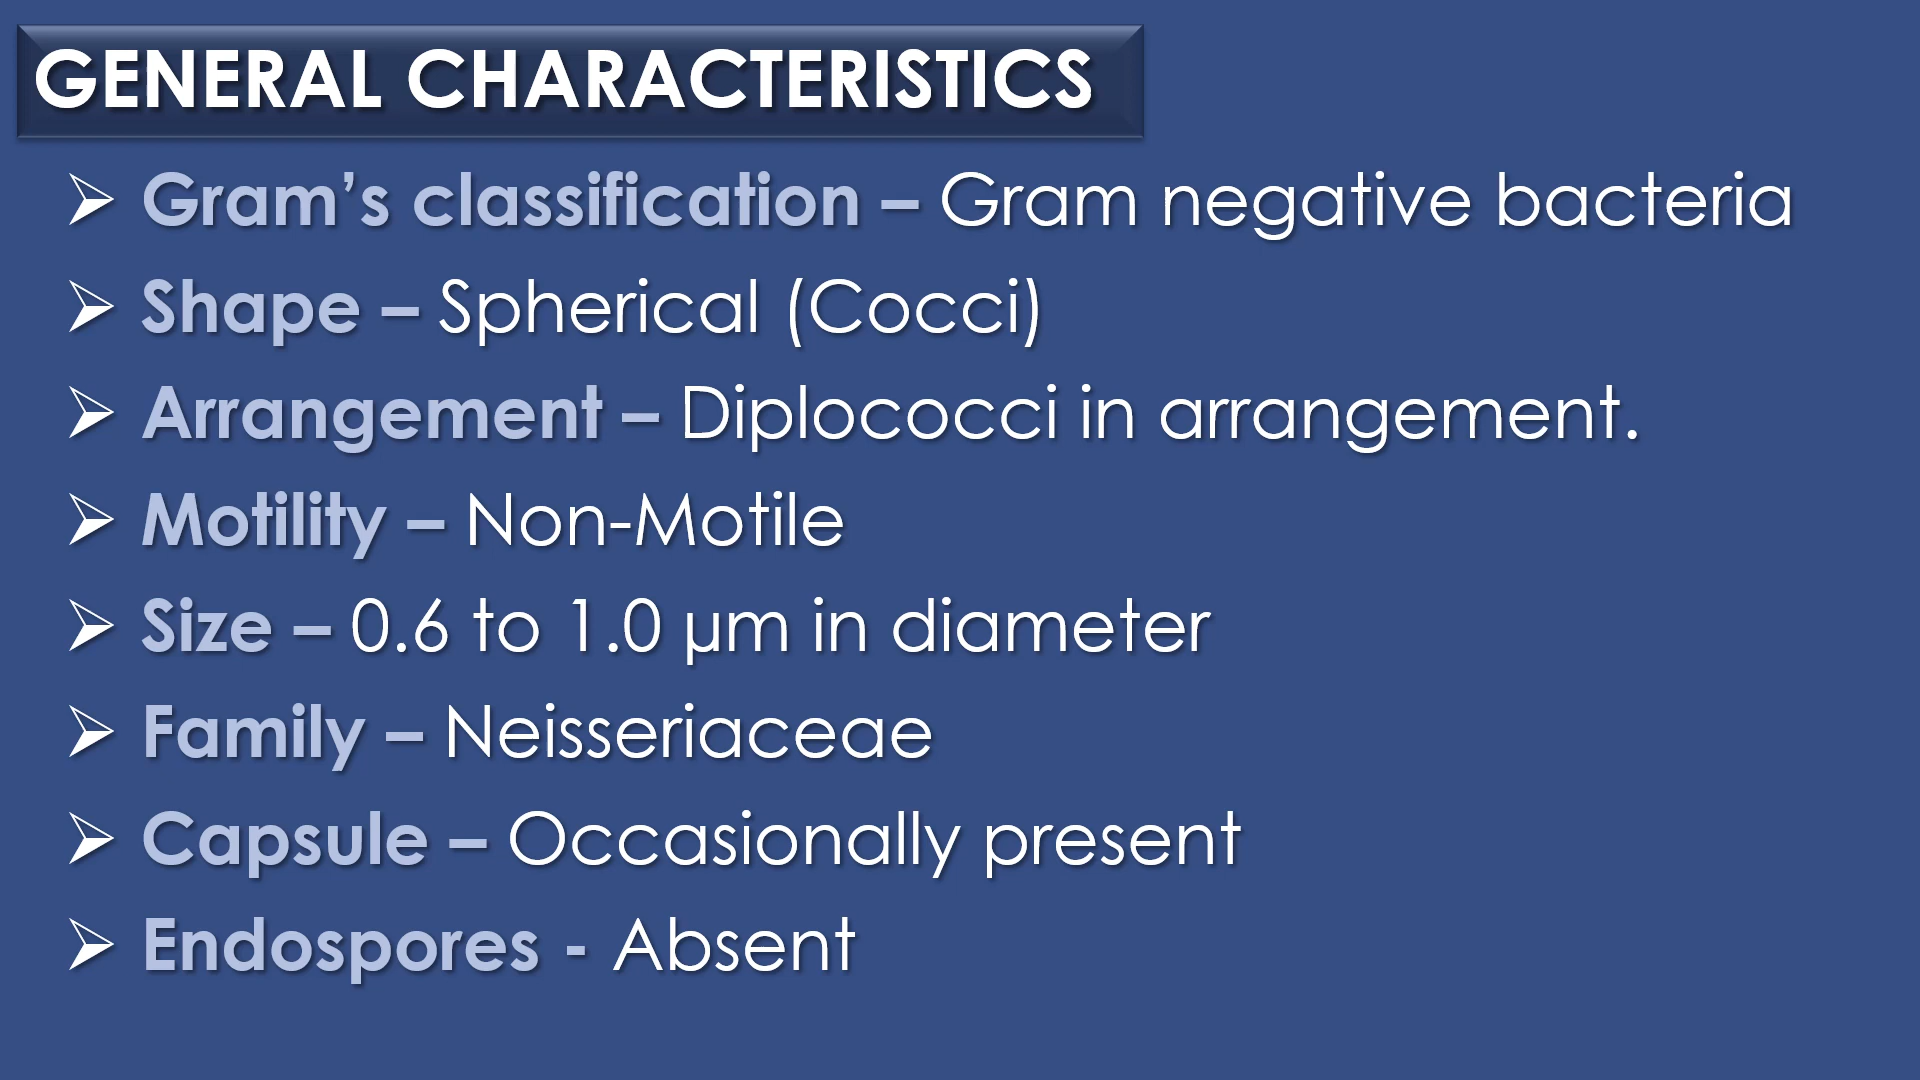 GENERAL CHARACTERISTICS
➢ Gram’s classification – Gram negative bacteria
➢ Shape – Spherical (Cocci)
➢ Arrangement – Diplococci in arrangement.
➢ Motility – Non-Motile
➢ Size – 0.6 to 1.0 µm in diameter
➢ Family – Neisseriaceae
➢ Capsule – Occasionally present
➢ Endospores - Absent